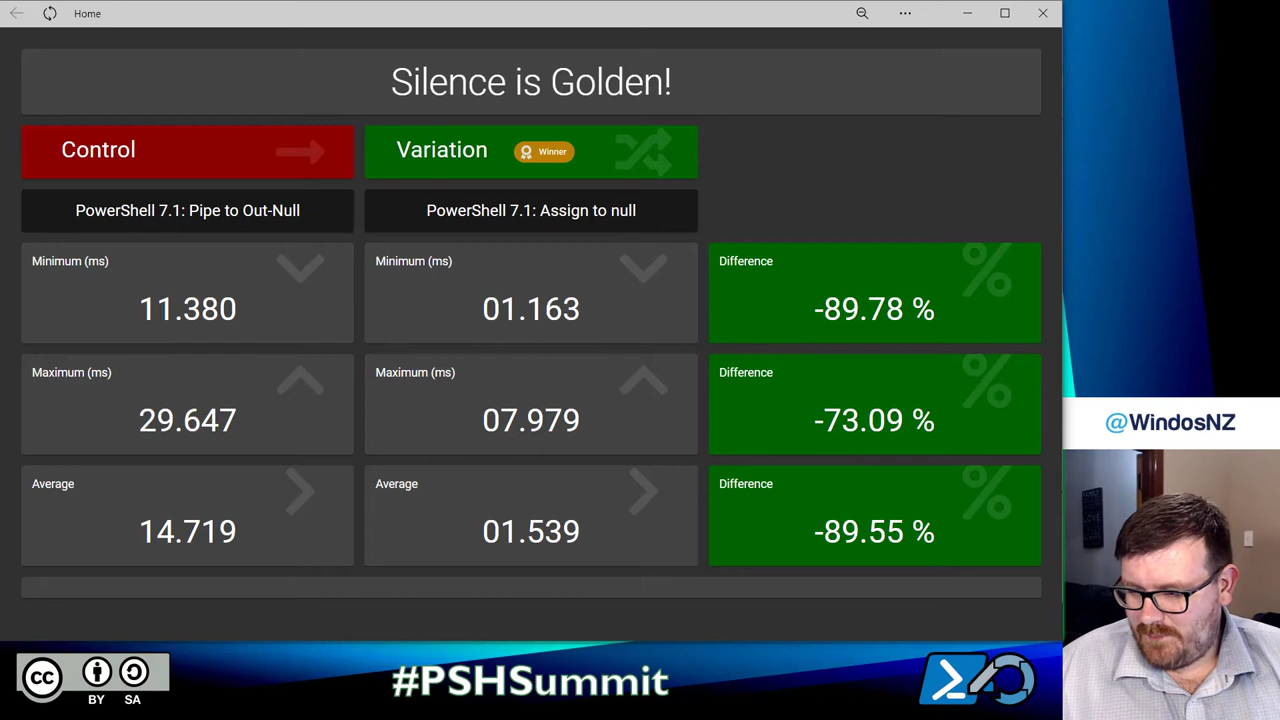 Home
Silence is Golden!
Control
Variation
Winner
PowerShell 7.1: Pipe to Out-Null
PowerShell 7.1: Assign to null
Minimum (ms)
11.380
Minimum (ms)
01.163
Difference
-89.78 %
Maximum (ms)
29.647
Maximum (ms)
07.979
Difference
-73.09 %
Average
14.719
Average
01.539
Difference
-89.55 %
@WindosNZ
cc
BY
SA
#PSHSummit